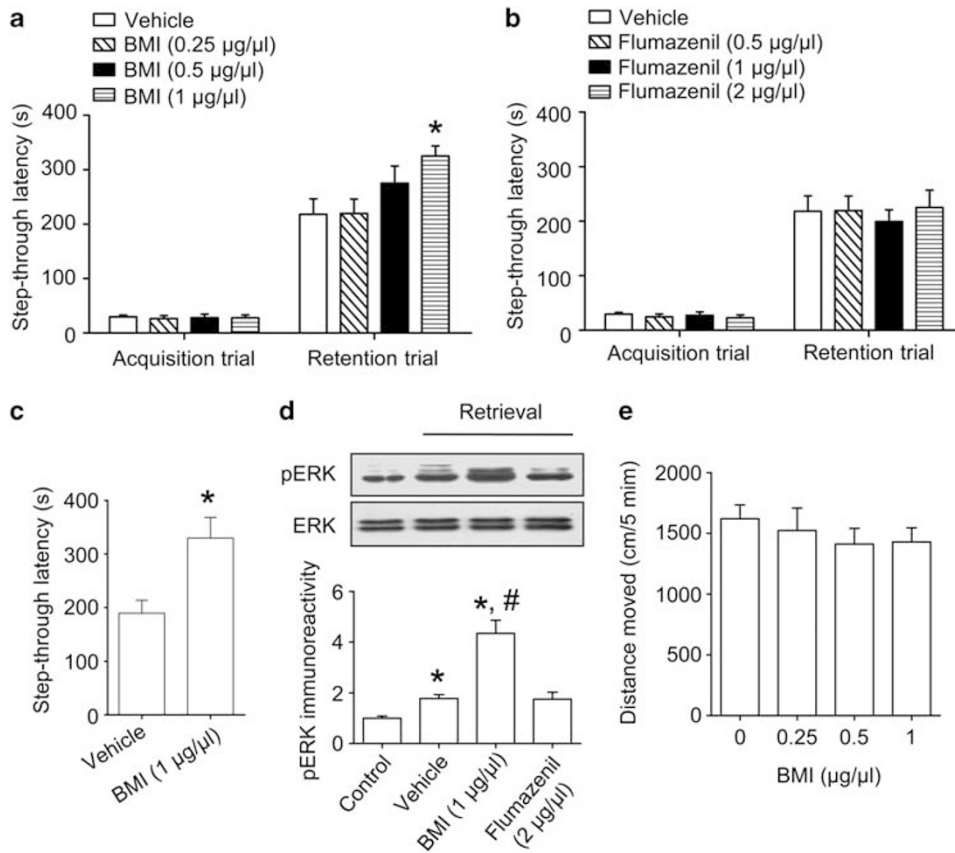 a
Vehicle
BMI (0.25 µg/µl)
BMI (0.5 µg/µl)
BMI (1 µg/µl)
Step-through latency (s)
400
300
200
100
0
*
Acquisition trial
Retention trial
b
Vehicle
Flumazenil (0.5 µg/µl)
Flumazenil (1 µg/µl)
Flumazenil (2 µg/µl)
Step-through latency (s)
400
300
200
100
0
Acquisition trial
Retention trial
c
Step-through latency (s)
400
300
200
100
0
*
Vehicle
BMI (1 µg/µl)
d
Retrieval
pERK
ERK
pERK immunoreactivity
6
4
2
0
*
*, #
Control
Vehicle
BMI (1 µg/µl)
Flumazenil
(2 µg/µl)
e
Distance moved (cm/5 mim)
2000
1500
1000
500
0
0 0.25 0.5 1
BMI (µg/µl)